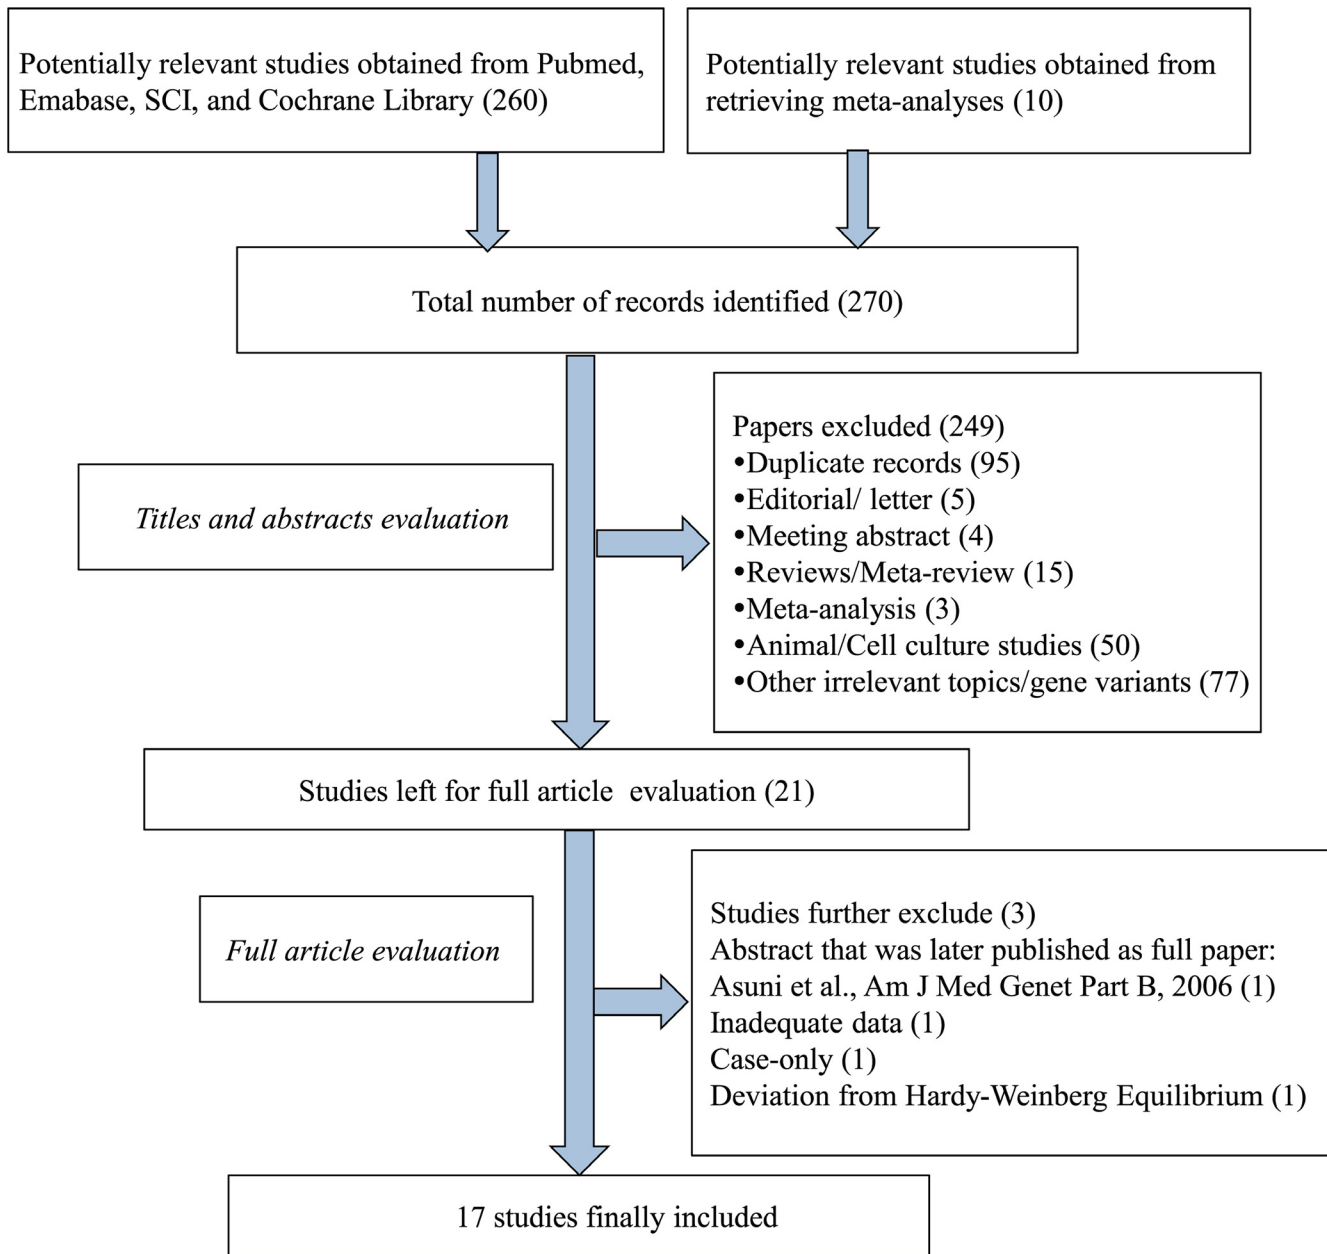 Potentially relevant studies obtained from Pubmed,
Emabase, SCI, and Cochrane Library (260)
Potentially relevant studies obtained from
retrieving meta-analyses (10)
Total number of records identified (270)
Titles and abstracts evaluation
Papers excluded (249)
•Duplicate records (95)
•Editorial/ letter (5)
•Meeting abstract (4)
•Reviews/Meta-review (15)
•Meta-analysis (3)
•Animal/Cell culture studies (50)
•Other irrelevant topics/gene variants (77)
Studies left for full article evaluation (21)
Full article evaluation
Studies further exclude (3)
Abstract that was later published as full paper:
Asuni et al., Am J Med Genet Part B, 2006 (1)
Inadequate data (1)
Case-only (1)
Deviation from Hardy-Weinberg Equilibrium (1)
17 studies finally included